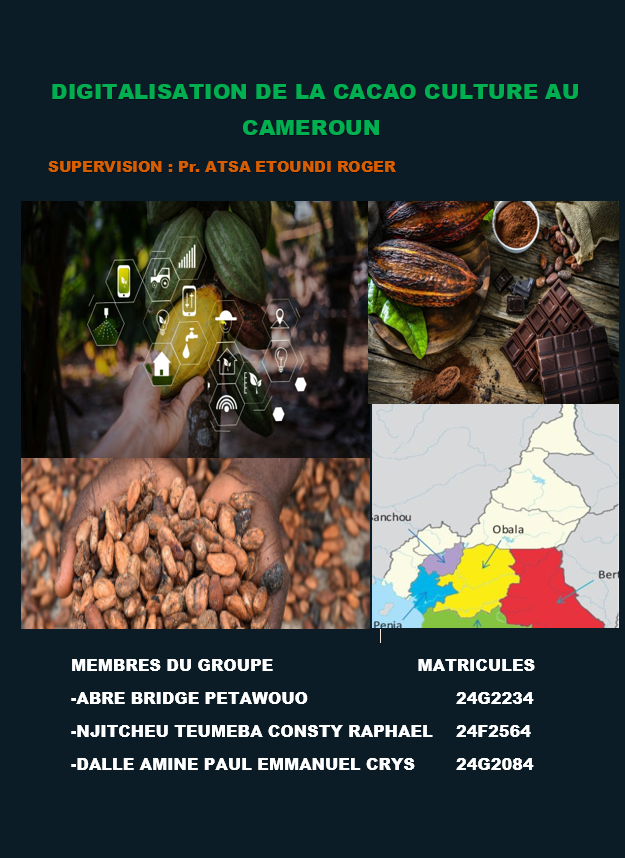 DIGITALISATION DE LA CACAO CULTURE AU
CAMEROUN
SUPERVISION : Pr. ATSA ETOUNDI ROGER
Obala
MEMBRES DU GROUPE MATRICULES
-ABRE BRIDGE PETAWOUO 24G2234
-NJITCHEU TEUMEBA CONSTY RAPHAEL 24F2564
-DALLE AMINE PAUL EMMANUEL CRYS 24G2084